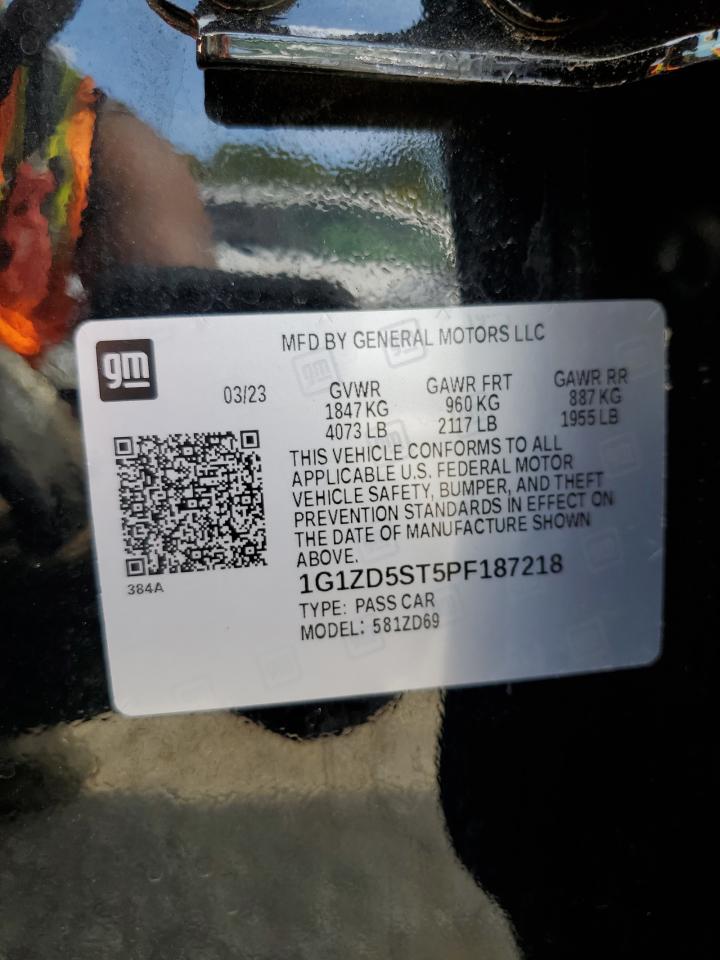 MFD BY GENERAL MOTORS LLC
gm
03/23
GVWR GAWR FRT GAWR RR
1847 KG 960 KG 887 KG
4073 LB 2117 LB 1955 LB
THIS VEHICLE CONFORMS TO ALL
APPLICABLE U.S. FEDERAL MOTOR
VEHICLE SAFETY, BUMPER, AND THEFT
PREVENTION STANDARDS IN EFFECT ON
THE DATE OF MANUFACTURE SHOWN
ABOVE.
384A
1G1ZD5ST5PF187218
TYPE: PASS CAR
MODEL: 581ZD69